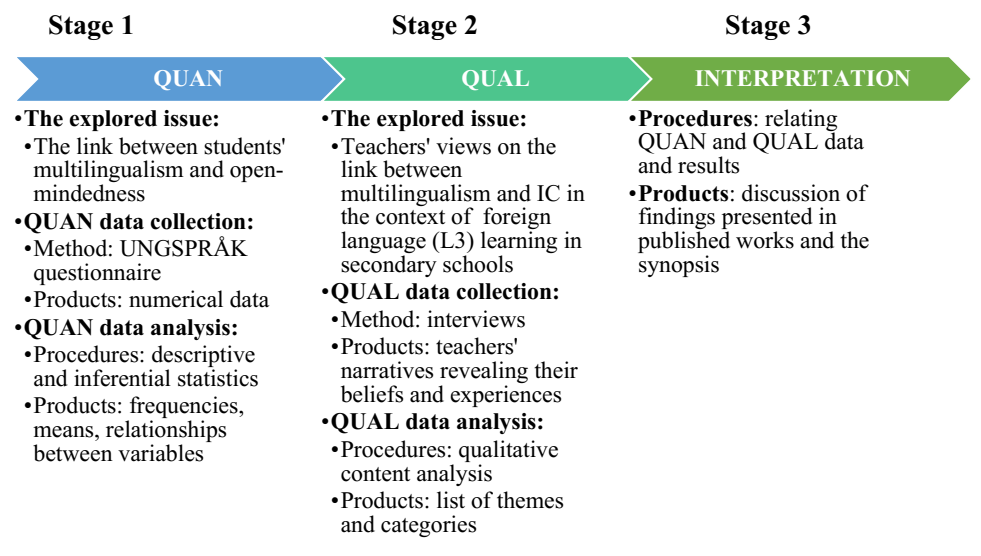 Stage 1
Stage 2
Stage 3
QUAN
QUAL
INTERPRETATION
•The explored issue:
•The link between students'
multilingualism and open-
mindedness
•QUAN data collection:
•Method: UNGSPRÅK
questionnaire
•Products: numerical data
•QUAN data analysis:
•Procedures: descriptive
and inferential statistics
•Products: frequencies,
means, relationships
between variables
•The explored issue:
•Teachers' views on the
link between
multilingualism and IC in
the context of foreign
language (L3) learning in
secondary schools
•QUAL data collection:
•Method: interviews
•Products: teachers'
narratives revealing their
beliefs and experiences
•QUAL data analysis:
•Procedures: qualitative
content analysis
•Products: list of themes
and categories
•Procedures: relating
QUAN and QUAL data
and results
•Products: discussion of
findings presented in
published works and the
synopsis